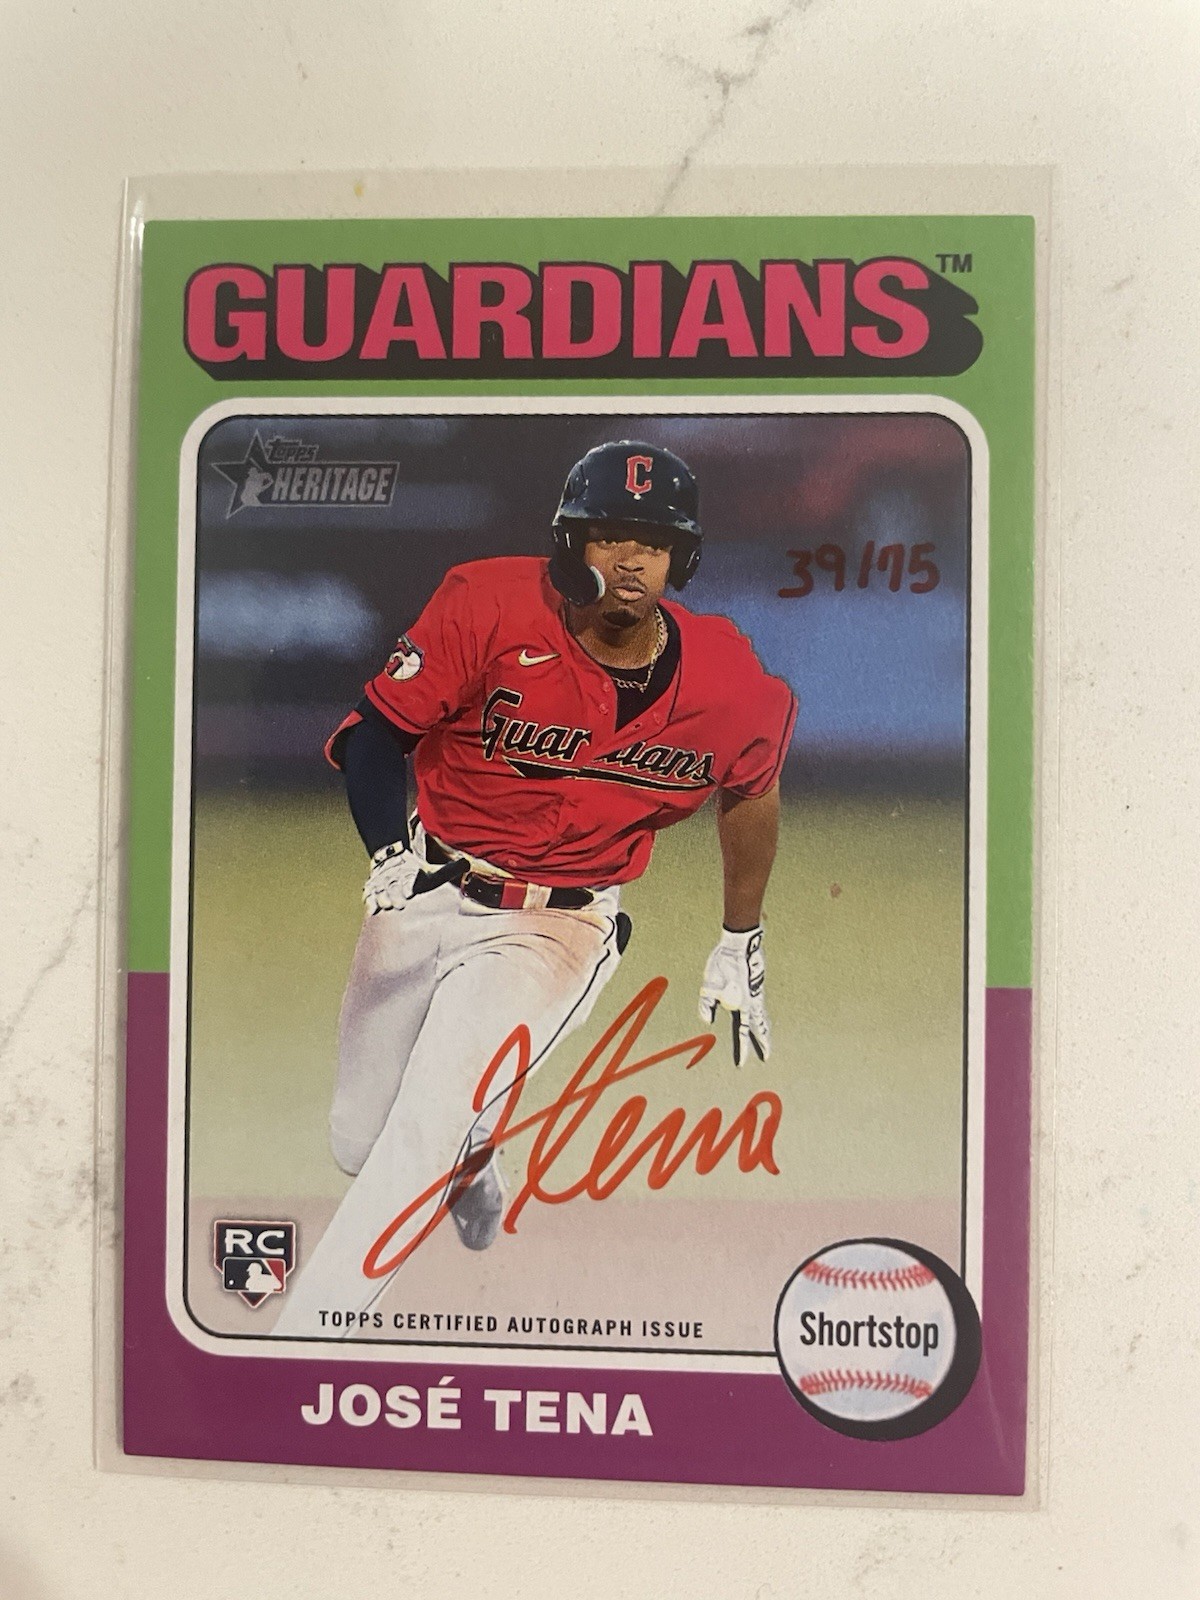 GUARDIANS™
Topps
HERITAGE
C
39/75
Guardians
J Tena
RC
TOPPS CERTIFIED AUTOGRAPH ISSUE
Shortstop
JOSÉ TENA